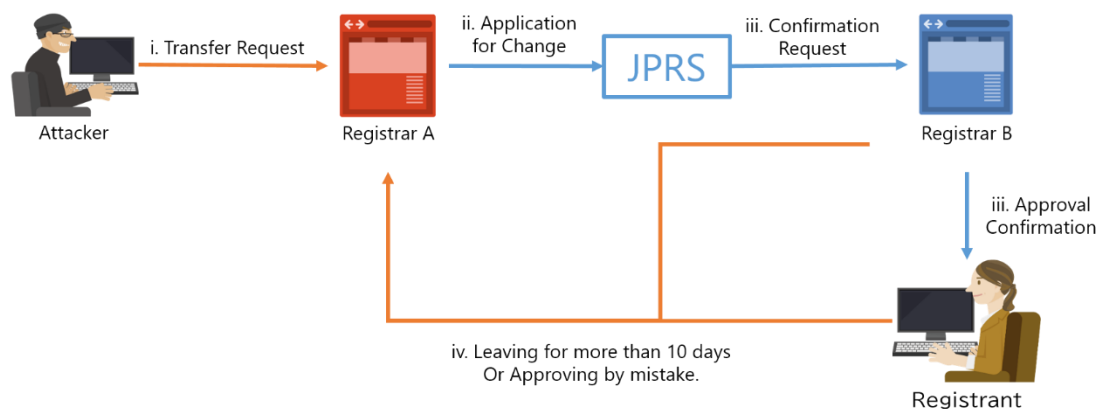 i. Transfer Request
ii. Application
for Change
iii. Confirmation
Request
JPRS
Attacker
Registrar A
Registrar B
iii. Approval
Confirmation
iv. Leaving for more than 10 days
Or Approving by mistake.
Registrant